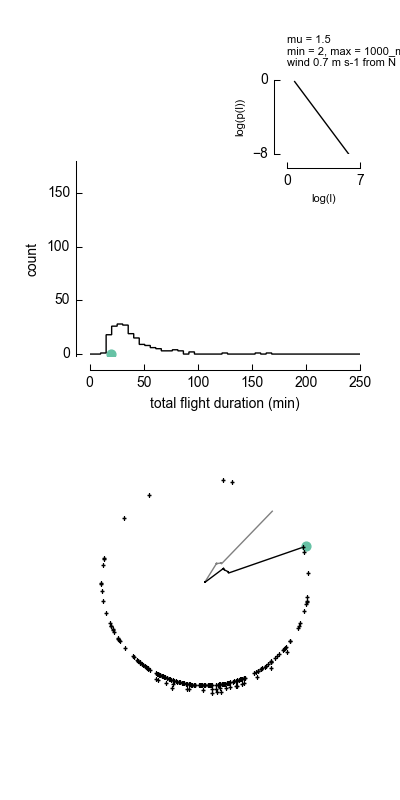 mu = 1.5
min = 2, max = 1000_m
wind 0.7 m s-1 from N
0
log(p(l))
−8
0
7
log(l)
150
100
50
0
count
0
50
100
150
200
250
total flight duration (min)